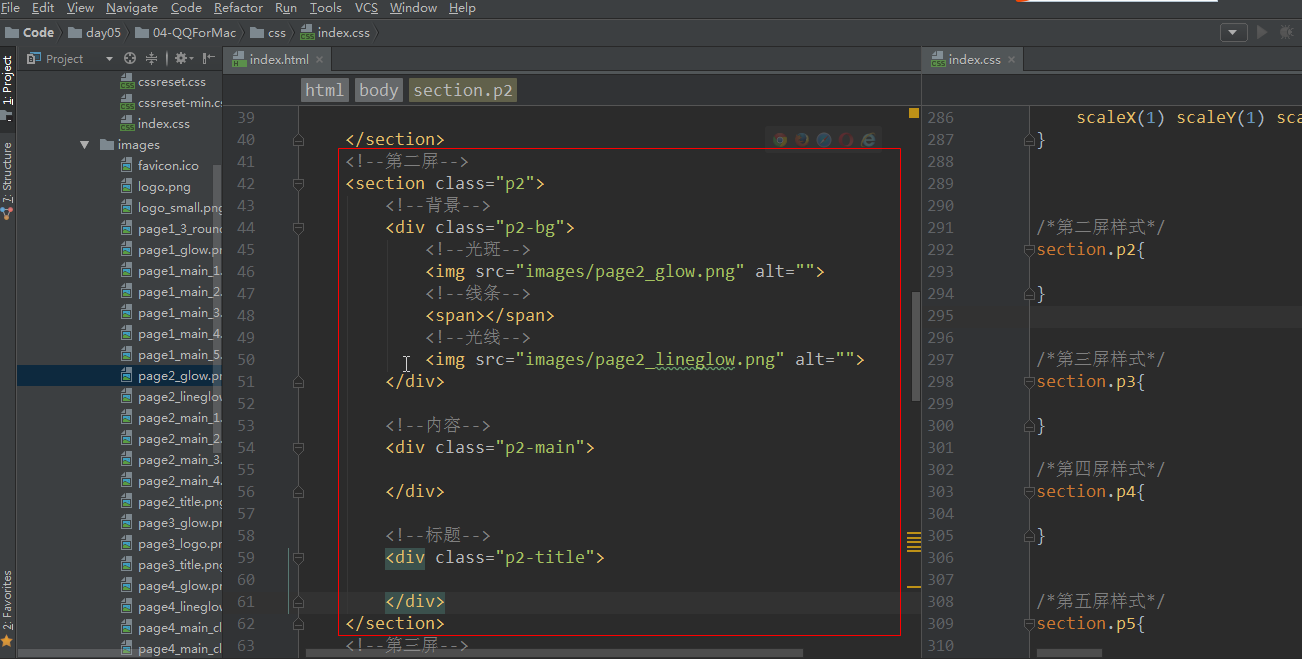 File Edit View Navigate Code Refactor Run Tools VCS Window Help
Code day05 04-QQForMac css index.css
1: Project
7: Structure
2: Favorites
Project
cssreset.css
cssreset-min.cs
index.css
images
favicon.ico
logo.png
logo_small.png
page1_3_roun
page1_glow.pn
page1_main_1.
page1_main_2.
page1_main_3.
page1_main_4.
page1_main_5.
page2_glow.pn
page2_lineglow
page2_main_1.
page2_main_2.
page2_main_3.
page2_main_4.
page2_title.png
page3_glow.pn
page3_logo.pn
page3_title.png
page4_glow.pn
page4_lineglow
page4_main_cl
page4_main_cl
index.html
html body section.p2
39
40 </section>
41 <!--第二屏-->
42 <section class="p2">
43 <!--背景-->
44 <div class="p2-bg">
45 <!--光斑-->
46 <img src="images/page2_glow.png" alt="">
47 <!--线条-->
48 <span></span>
49 <!--光线-->
50 <img src="images/page2_lineglow.png" alt="">
51 </div>
52
53 <!--内容-->
54 <div class="p2-main">
55
56 </div>
57
58 <!--标题-->
59 <div class="p2-title">
60
61 </div>
62 </section>
63 <!--第三屏-->
index.css
286 scaleX(1) scaleY(1) sca
287 }
288
289
290
291 /*第二屏样式*/
292 section.p2{
293
294 }
295
296
297 /*第三屏样式*/
298 section.p3{
299
300 }
301
302 /*第四屏样式*/
303 section.p4{
304
305 }
306
307
308 /*第五屏样式*/
309 section.p5{
310